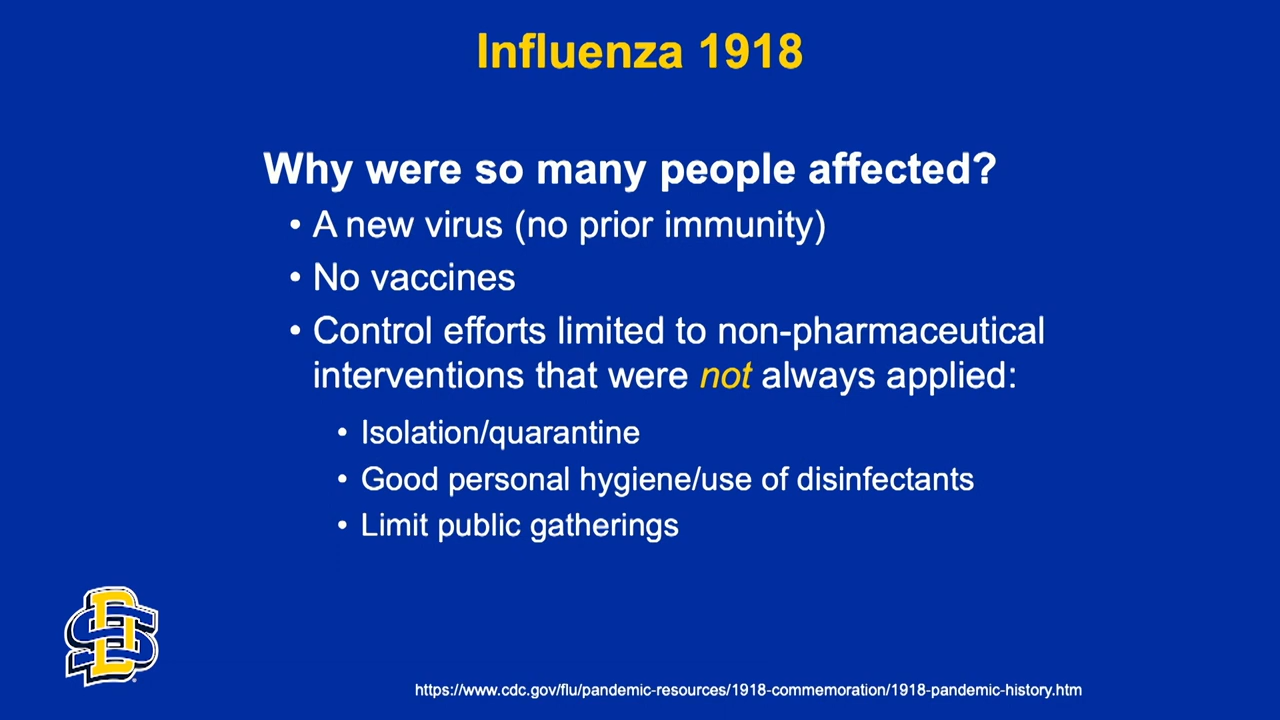 Influenza 1918
Why were so many people affected?
• A new virus (no prior immunity)
• No vaccines
• Control efforts limited to non-pharmaceutical
interventions that were not always applied:
• Isolation/quarantine
• Good personal hygiene/use of disinfectants
• Limit public gatherings
SD
https://www.cdc.gov/flu/pandemic-resources/1918-commemoration/1918-pandemic-history.htm